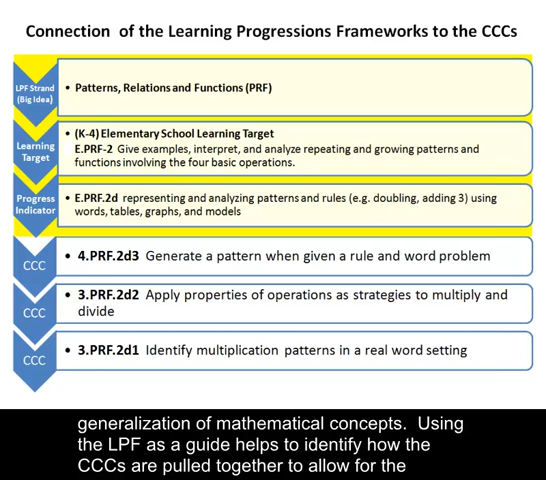 Connection of the Learning Progressions Frameworks to the CCCs
LPF Strand
(Big Idea)
• Patterns, Relations and Functions (PRF)
Learning
Target
• (K-4) Elementary School Learning Target
E.PRF-2 Give examples, interpret, and analyze repeating and growing patterns and
functions involving the four basic operations.
Progress
Indicator
• E.PRF.2d representing and analyzing patterns and rules (e.g. doubling, adding 3) using
words, tables, graphs, and models
CCC
• 4.PRF.2d3 Generate a pattern when given a rule and word problem
CCC
• 3.PRF.2d2 Apply properties of operations as strategies to multiply and
divide
CCC
• 3.PRF.2d1 Identify multiplication patterns in a real word setting
generalization of mathematical concepts. Using
the LPF as a guide helps to identify how the
CCCs are pulled together to allow for the